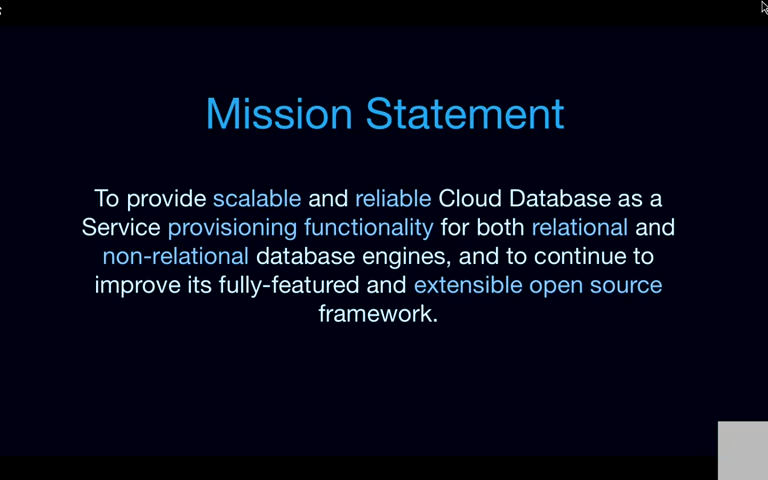 Mission Statement
To provide scalable and reliable Cloud Database as a
Service provisioning functionality for both relational and
non-relational database engines, and to continue to
improve its fully-featured and extensible open source
framework.